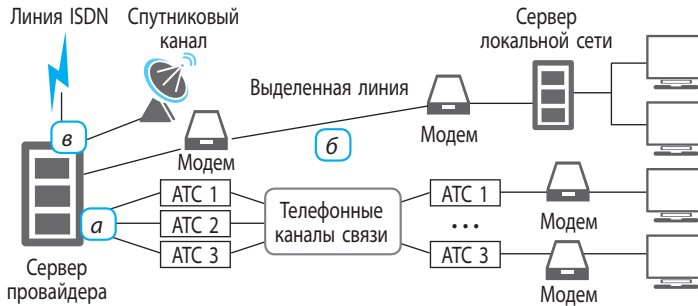 Линия ISDN
Спутниковый
канал
Сервер
локальной сети
Выделенная линия
в
Модем
б
Модем
а
АТС 1
АТС 2
АТС 3
Телефонные
каналы связи
АТС 1
...
АТС 3
Модем
Модем
Сервер
провайдера